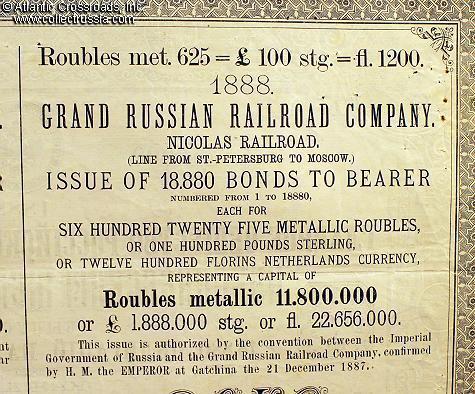 © Atlantic Crossroads, Inc.
www.collectrussia.com
Roubles met. 625 = £ 100 stg. = fl. 1200.
1888.
GRAND RUSSIAN RAILROAD COMPANY.
NICOLAS RAILROAD.
(LINE FROM ST.-PETERSBURG TO MOSCOW.)
ISSUE OF 18.880 BONDS TO BEARER
NUMBERED FROM 1 TO 18880,
EACH FOR
SIX HUNDRED TWENTY FIVE METALLIC ROUBLES,
OR ONE HUNDRED POUNDS STERLING,
OR TWELVE HUNDRED FLORINS NETHERLANDS CURRENCY,
REPRESENTING A CAPITAL OF
Roubles metallic 11.800.000
or £ 1.888.000 stg. or fl. 22.656.000.
This issue is authorized by the convention between the Imperial
Government of Russia and the Grand Russian Railroad Company, confirmed
by H. M. the EMPEROR at Gatchina the 21 December 1887.